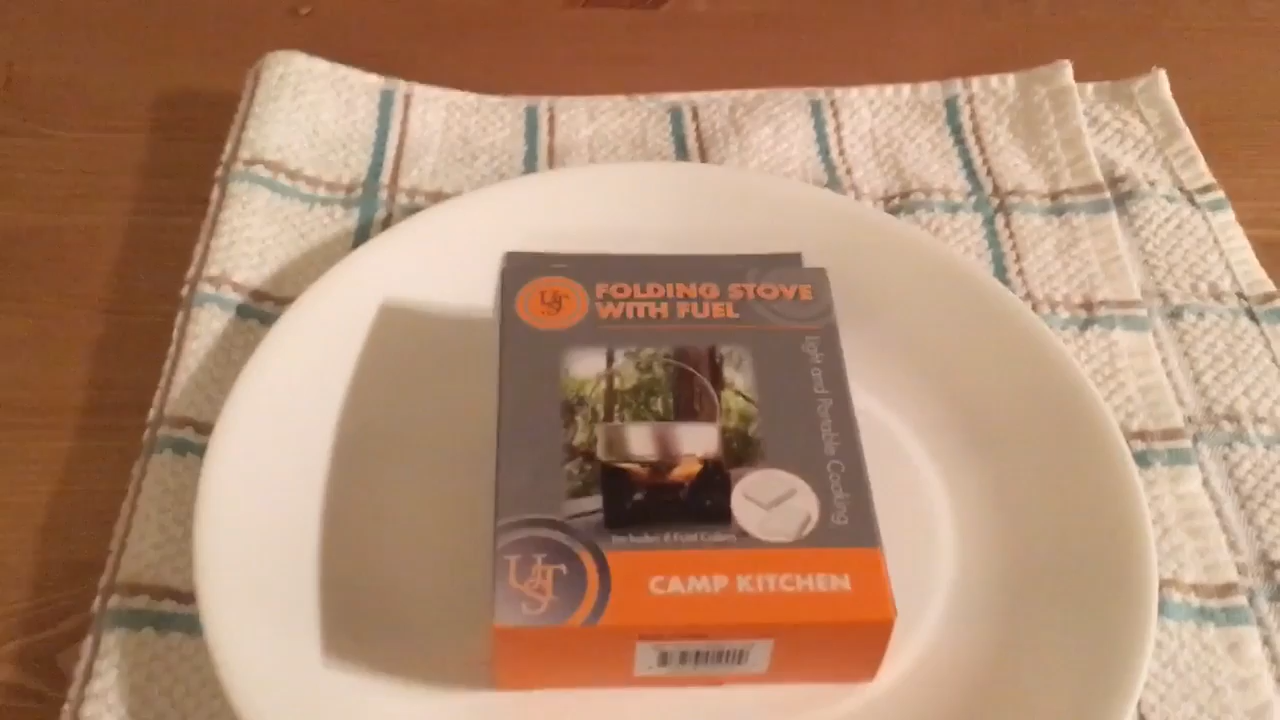 UST
FOLDING STOVE
WITH FUEL
Light and Portable Cooking
Includes 8 Fuel Cubes
UST
CAMP KITCHEN